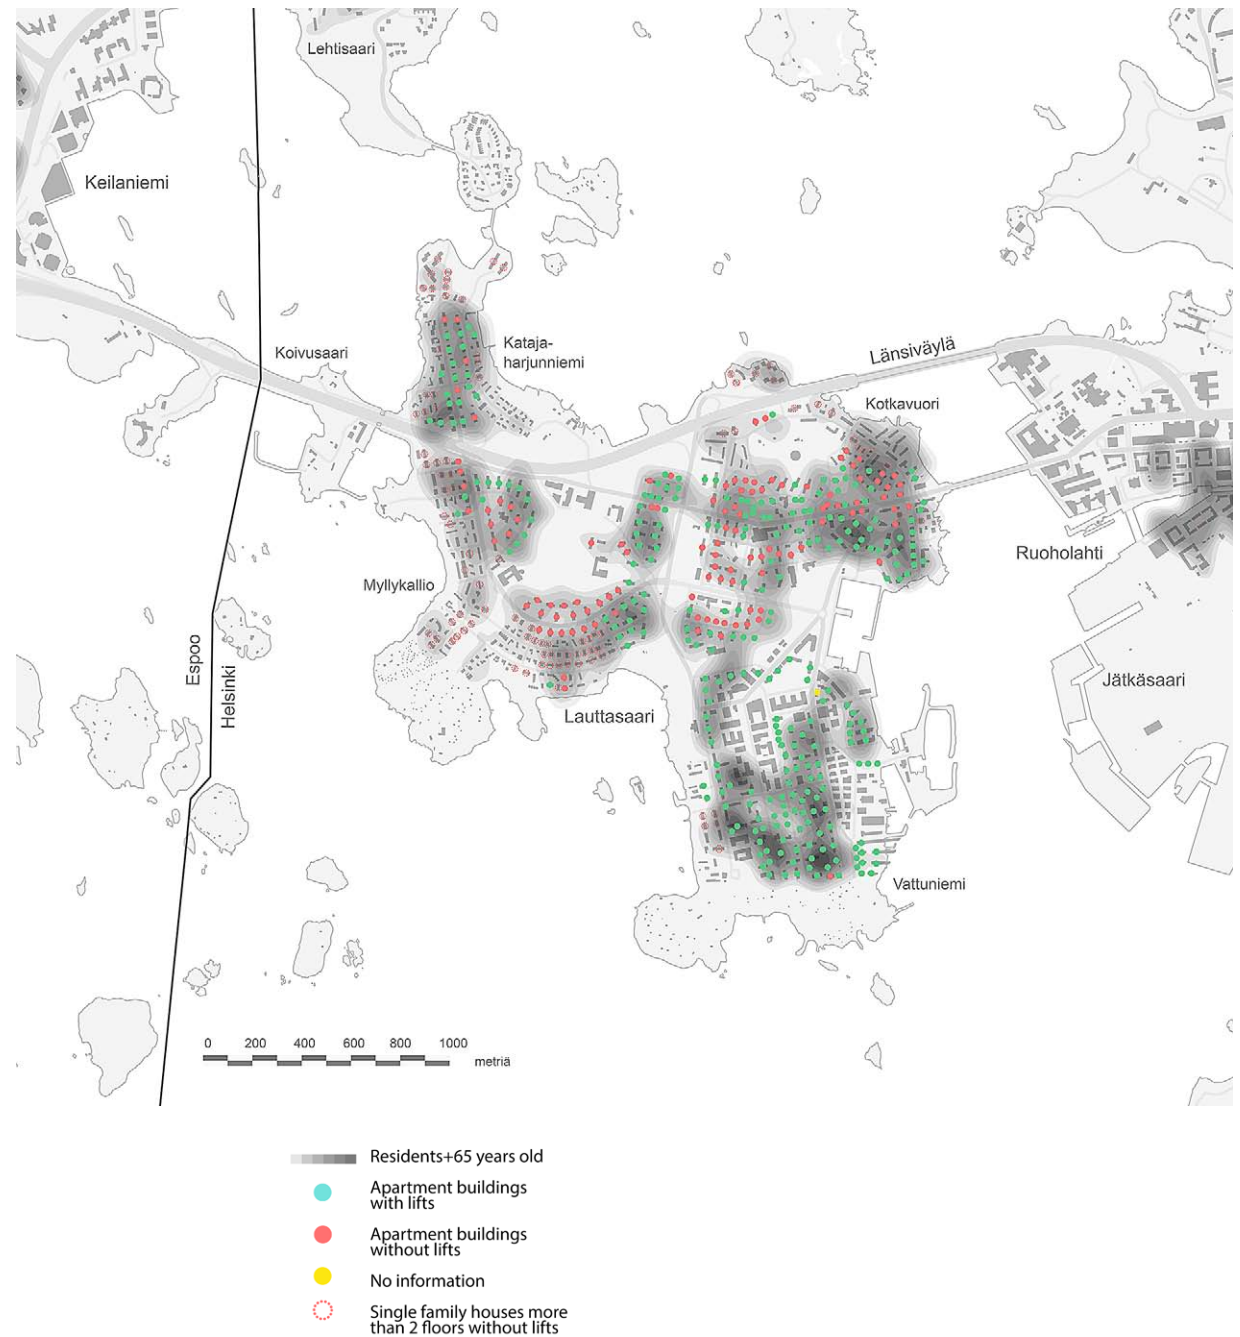 Lehtisaari
Keilaniemi
Kataja-
harjunniemi
Koivusaari
Länsiväylä
Kotkavuori
Ruoholahti
Myllykallio
Espoo
Helsinki
Jätkäsaari
Lauttasaari
Vattuniemi
0 200 400 600 800 1000
metriä
Residents+65 years old
Apartment buildings
with lifts
Apartment buildings
without lifts
No information
Single family houses more
than 2 floors without lifts